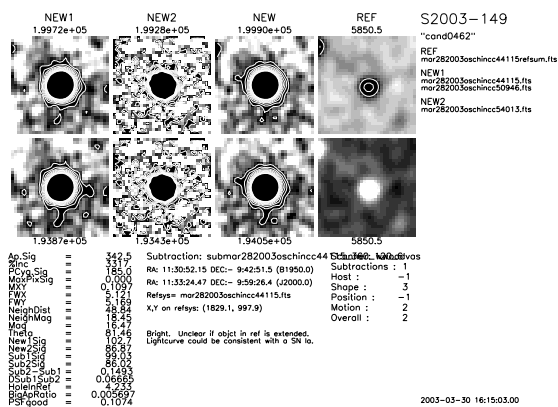 NEW1 NEW2 NEW REF S2003-149
1.9972e+05 1.9928e+05 1.9990e+05 5850.5
"cand0462"
REF
mar282003oschincc44115refsum.fts
NEW1
mar282003oschincc44115.fts
mar282003oschincc50946.fts
NEW2
mar282003oschincc54013.fts
1.9387e+05 1.9343e+05 1.9405e+05 5850.5
Ap.Sig = 342.5
%Inc = 3317
PCyg.Sig = 185.0
MaxPixSig = 0.000
MXY = 0.1097
FWX = 5.121
FWY = 5.169
NeighDist = 48.84
NeighMag = 18.45
Mag = 16.47
Theta = 81.46
New1Sig = 102.7
New2Sig = 86.87
Sub1Sig = 99.03
Sub2Sig = 86.02
Sub2-Sub1 = 0.1493
DSub1Sub2 = 0.06665
HoleInRef = 4.233
BigApRatio = 0.005697
PSFgood = 0.1074
Subtraction: submar282003oschincc44115
RA: 11:30:52.15 DEC:- 9:42:51.5 (B1950.0)
RA: 11:33:24.47 DEC:- 9:59:26.4 (J2000.0)
Refsys= mar282003oschincc44115.fts
X,Y on refsys: (1829.1, 997.9)
Bright. Unclear if objct in ref is extended.
Lightcurve could be consistent with a SN Ia.
Subtractions : 1
Host : -1
Shape : 3
Position : -1
Motion : 2
Overall : 2
2003-03-30 16:15:03.00